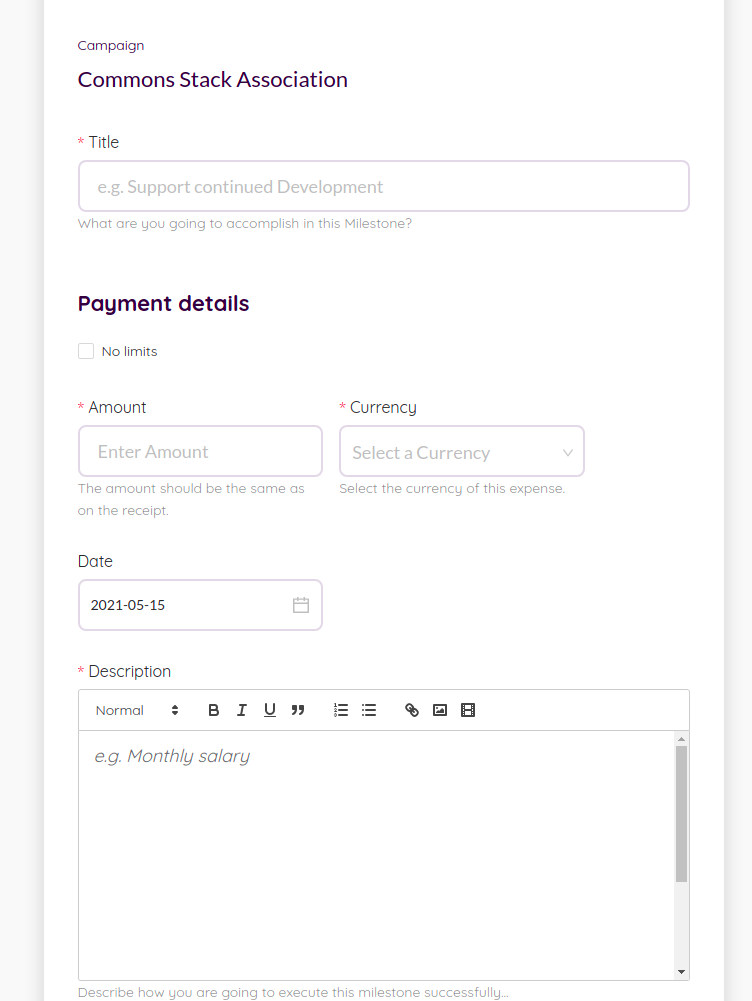 Campaign
Commons Stack Association
* Title
e.g. Support continued Development
What are you going to accomplish in this Milestone?
Payment details
No limits
* Amount
* Currency
Enter Amount
Select a Currency
The amount should be the same as
on the receipt.
Select the currency of this expense.
Date
2021-05-15
* Description
Normal
e.g. Monthly salary
Describe how you are going to execute this milestone successfully...